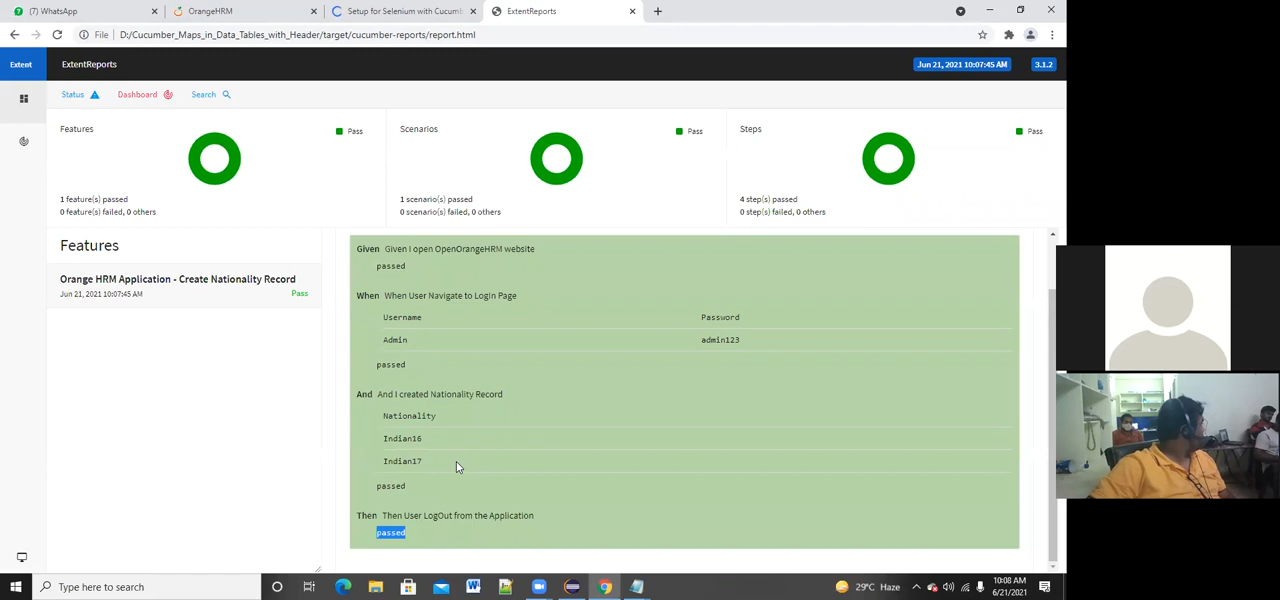 (7) WhatsApp
OrangeHRM
Setup for Selenium with Cucumb
ExtentReports
File
D:/Cucumber_Maps_in_Data_Tables_with_Header/target/cucumber-reports/report.html
Extent
ExtentReports
Jun 21, 2021 10:07:45 AM
3.1.2
Status
Dashboard
Search
Features
Pass
1 feature(s) passed
0 feature(s) failed, 0 others
Scenarios
Pass
1 scenario(s) passed
0 scenario(s) failed, 0 others
Steps
Pass
4 step(s) passed
0 step(s) failed, 0 others
Features
Orange HRM Application - Create Nationality Record
Jun 21, 2021 10:07:45 AM
Pass
Given Given I open OpenOrangeHRM website
passed
When When User Navigate to LogIn Page
Username Password
Admin admin123
passed
And And I created Nationality Record
Nationality
Indian16
Indian17
passed
Then Then User LogOut from the Application
passed
Type here to search
29°C Haze
10:08 AM
6/21/2021